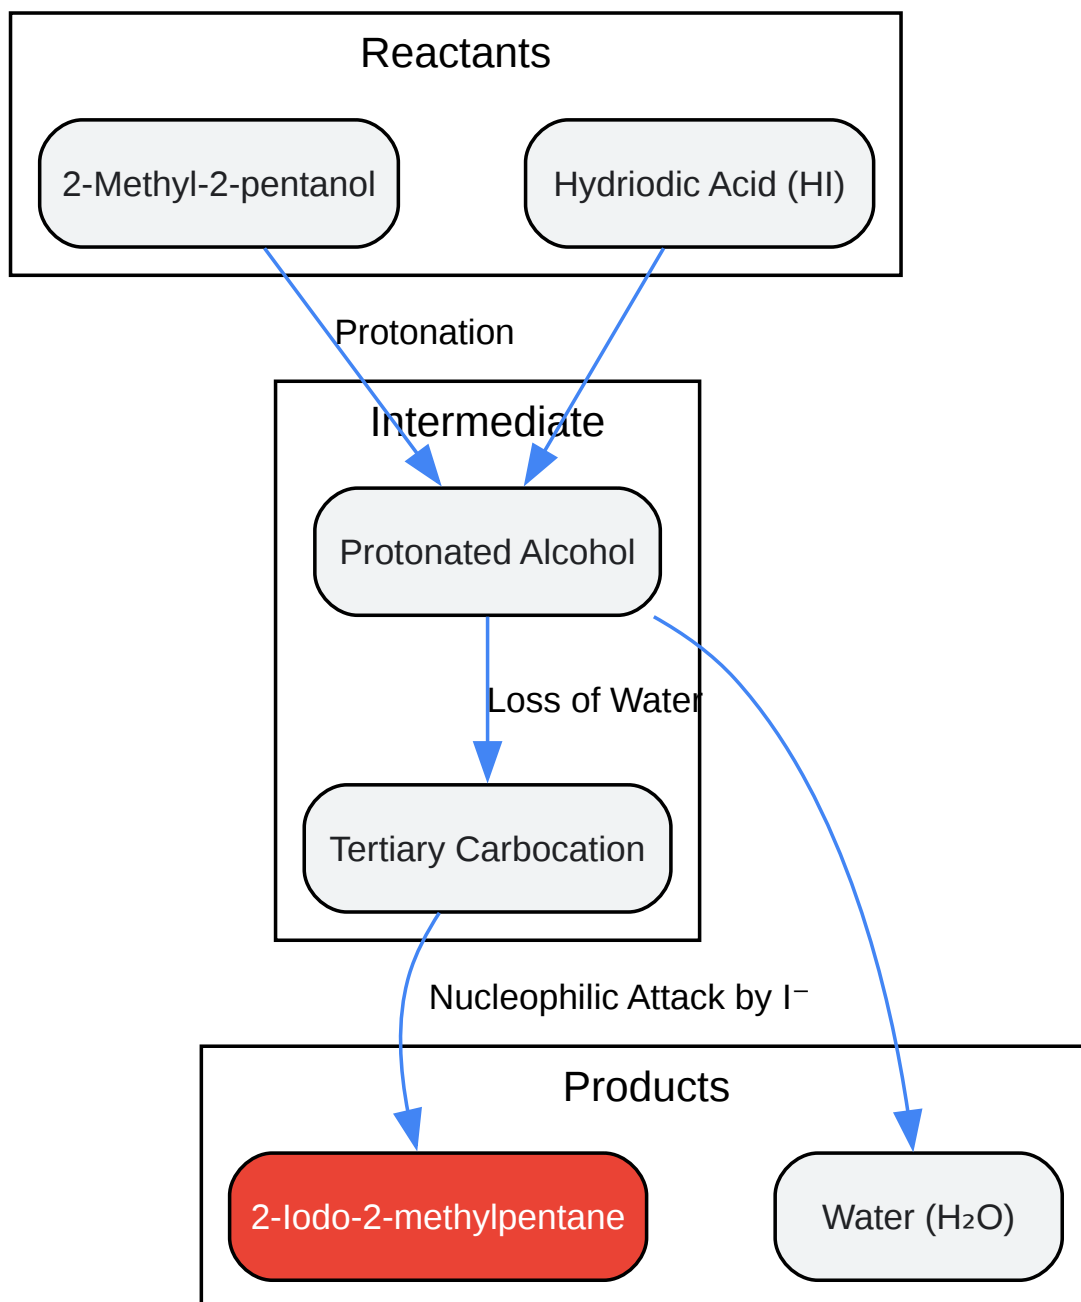 Reactants
2-Methyl-2-pentanol
Hydriodic Acid (HI)
Protonation
Intermediate
Protonated Alcohol
Loss of Water
Tertiary Carbocation
Nucleophilic Attack by I⁻
Products
2-Iodo-2-methylpentane
Water (H₂O)